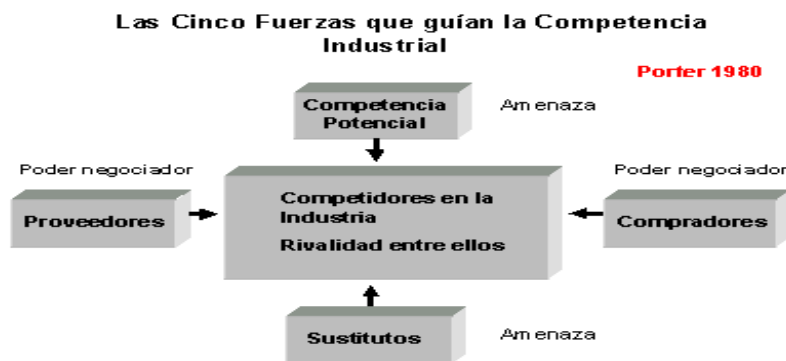 Las Cinco Fuerzas que guían la Competencia
Industrial
Porter 1980
Competencia
Potencial
Amenaza
Poder negociador
Poder negociador
Proveedores
Competidores en la
Industria
Rivalidad entre ellos
Compradores
Sustitutos
Amenaza